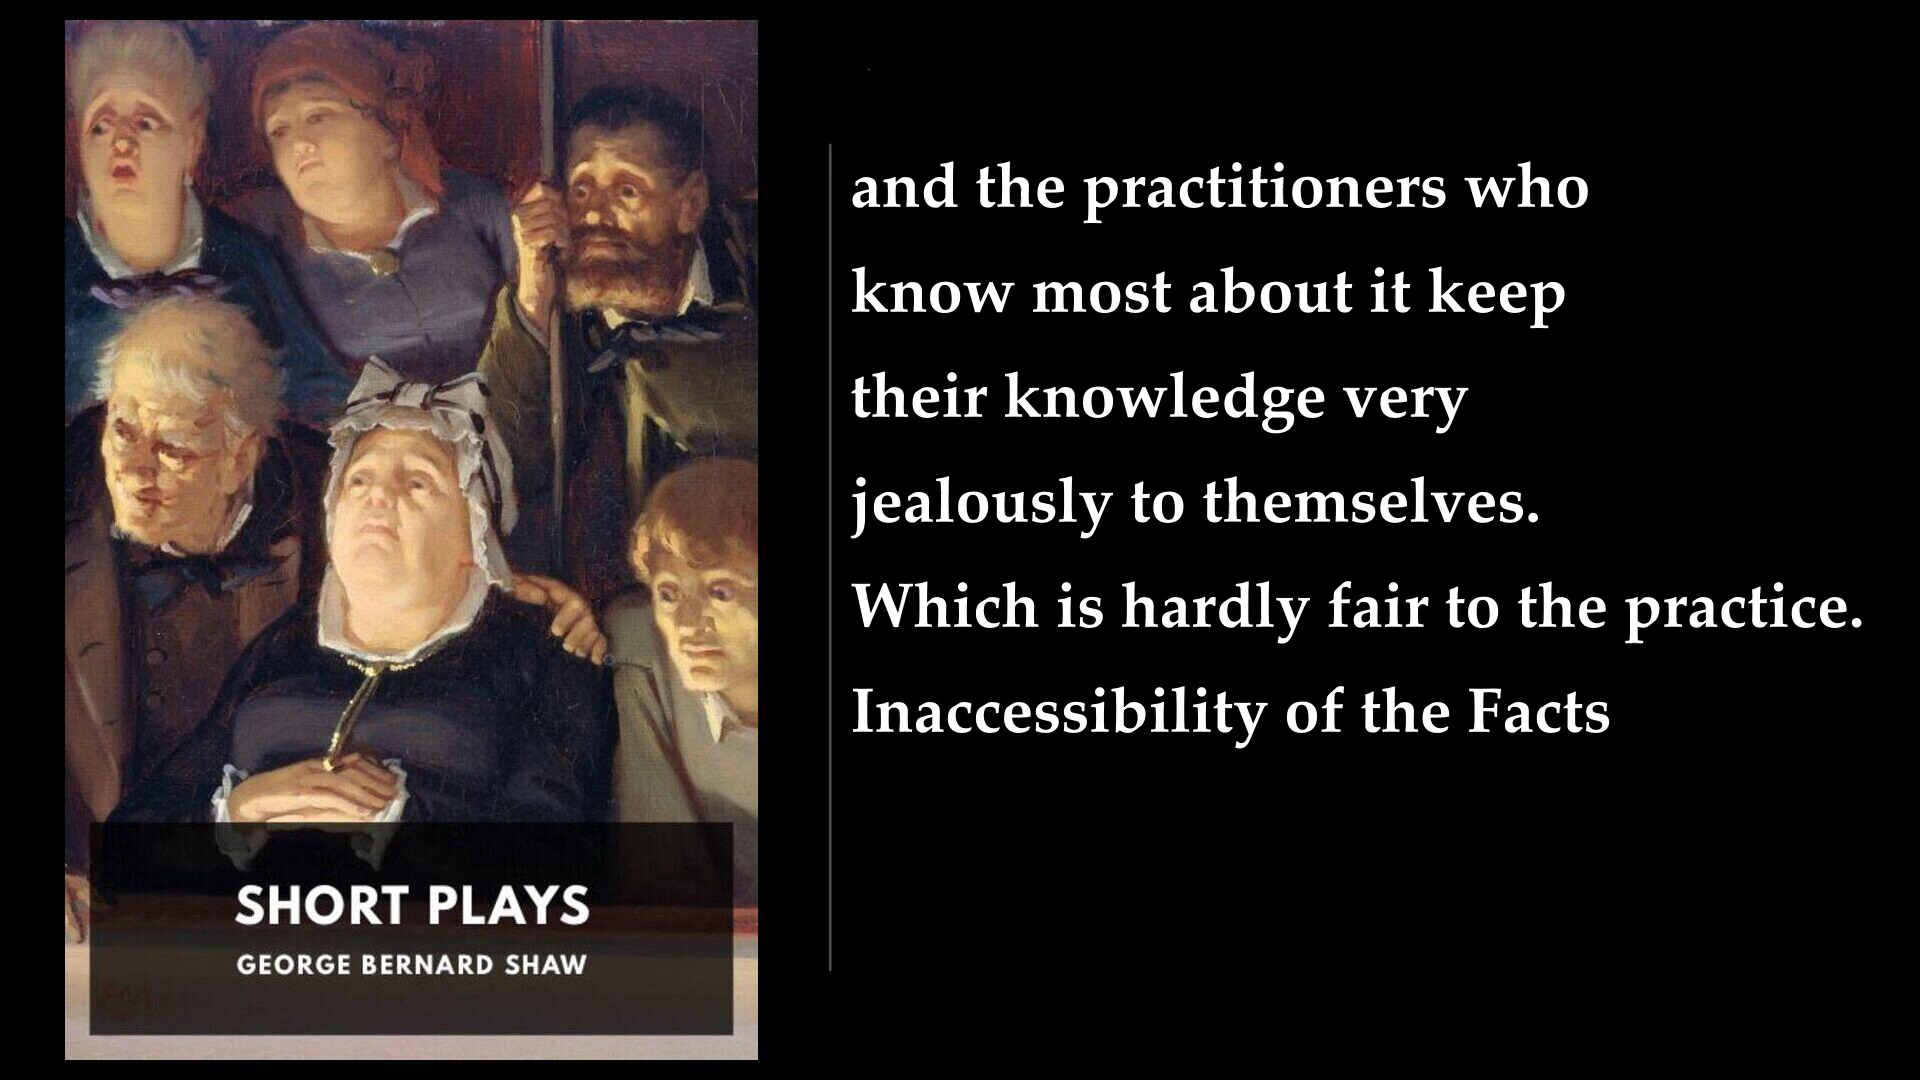 and the practitioners who
know most about it keep
their knowledge very
jealously to themselves.
Which is hardly fair to the practice.
Inaccessibility of the Facts
SHORT PLAYS
GEORGE BERNARD SHAW